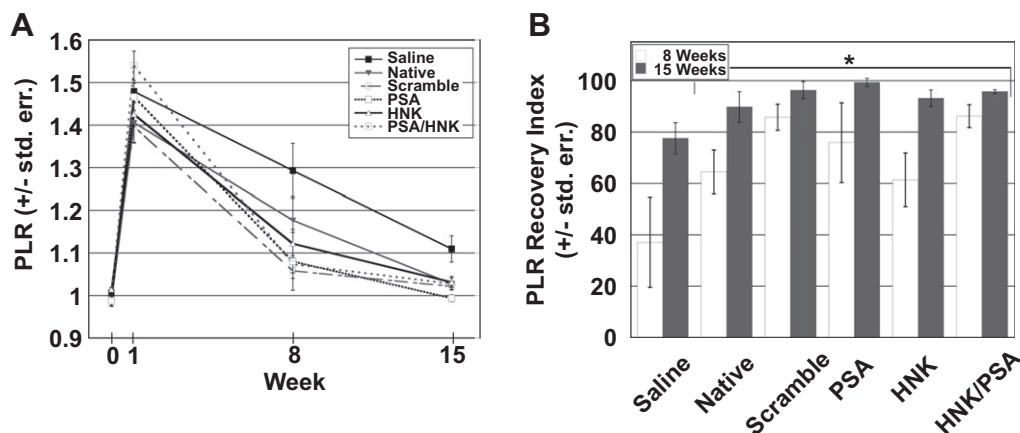 A
PLR (+/- std. err.)
1.6
1.5
1.4
1.3
1.2
1.1
1
0.9
Saline
Native
Scramble
PSA
HNK
PSA/HNK
0 1 8 15
Week
B
PLR Recovery Index
(+/- std. err.)
8 Weeks
15 Weeks
*
100
80
60
40
20
0
Saline
Native
Scramble
PSA
HNK
HNK/PSA